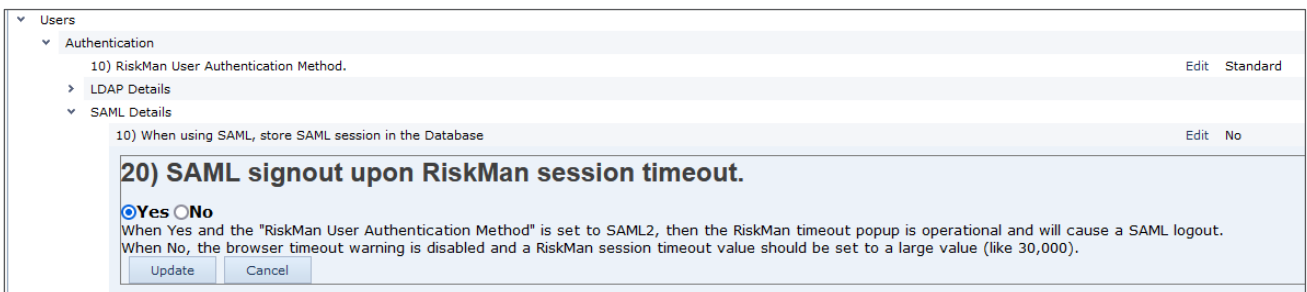 Users
Authentication
10) RiskMan User Authentication Method. Edit Standard
LDAP Details
SAML Details
10) When using SAML, store SAML session in the Database Edit No
20) SAML signout upon RiskMan session timeout.
Yes No
When Yes and the "RiskMan User Authentication Method" is set to SAML2, then the RiskMan timeout popup is operational and will cause a SAML logout.
When No, the browser timeout warning is disabled and a RiskMan session timeout value should be set to a large value (like 30,000).
Update Cancel